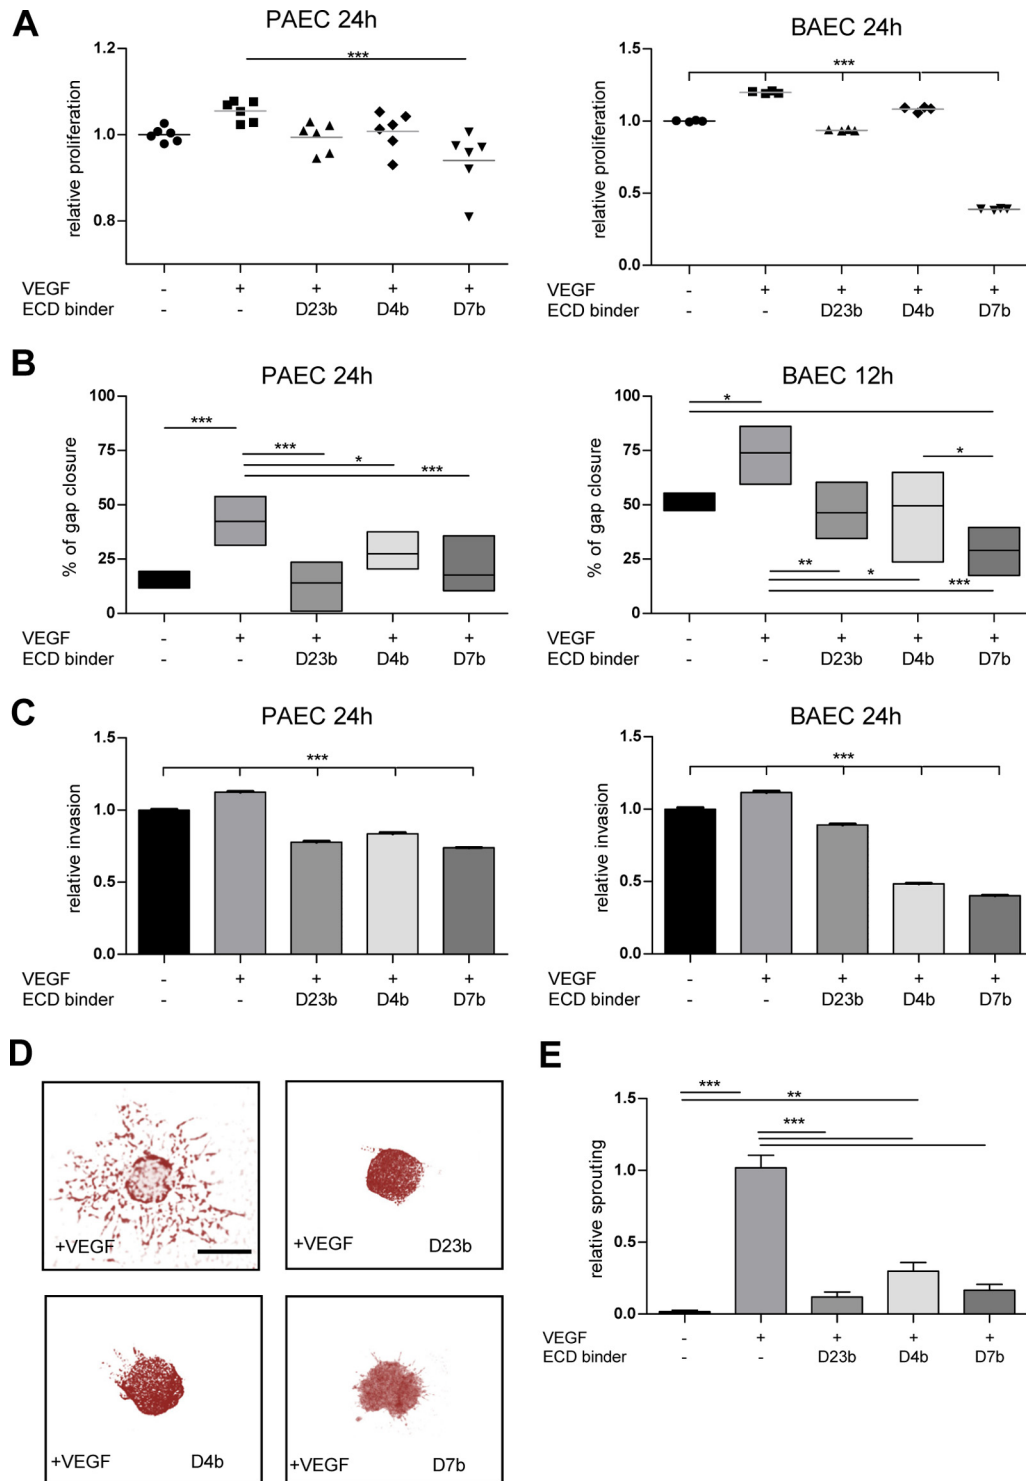 A
PAEC 24h
BAEC 24h
1.2
1.0
0.8
relative proliferation
***
VEGF - + + + +
ECD binder - - D23b D4b D7b
1.5
1.0
0.5
0.0
relative proliferation
***
- + + + +
- - D23b D4b D7b
B
PAEC 24h
BAEC 12h
100
75
50
25
0
% of gap closure
***
***
*
***
VEGF - + + + +
ECD binder - - D23b D4b D7b
100
75
50
25
0
% of gap closure
*
*
**
*
***
VEGF - + + + +
ECD binder - - D23b D4b D7b
C
PAEC 24h
BAEC 24h
1.5
1.0
0.5
0.0
relative invasion
***
VEGF - + + + +
ECD binder - - D23b D4b D7b
1.5
1.0
0.5
0.0
relative invasion
***
VEGF - + + + +
ECD binder - - D23b D4b D7b
D
+VEGF
+VEGF D23b
+VEGF D4b
+VEGF D7b
E
1.5
1.0
0.5
0.0
relative sprouting
***
**
***
VEGF - + + + +
ECD binder - - D23b D4b D7b